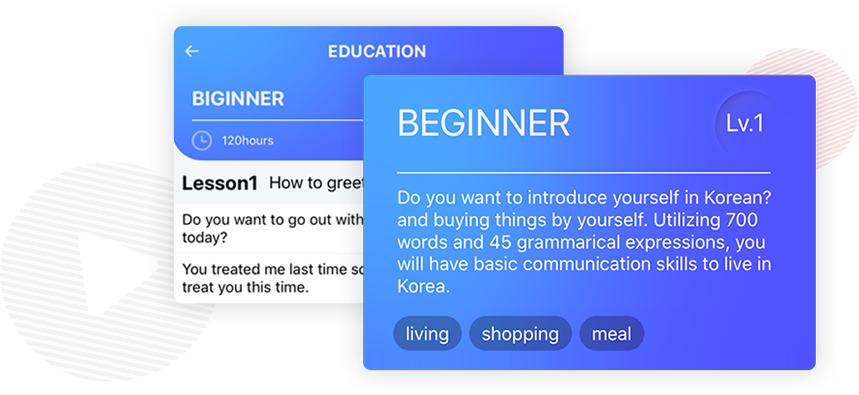 EDUCATION
BIGINNER
120hours
Lesson1 How to greet
Do you want to go out with
today?
You treated me last time so
treat you this time.
BEGINNER
Lv.1
Do you want to introduce yourself in Korean?
and buying things by yourself. Utilizing 700
words and 45 grammarical expressions, you
will have basic communication skills to live in
Korea.
living
shopping
meal